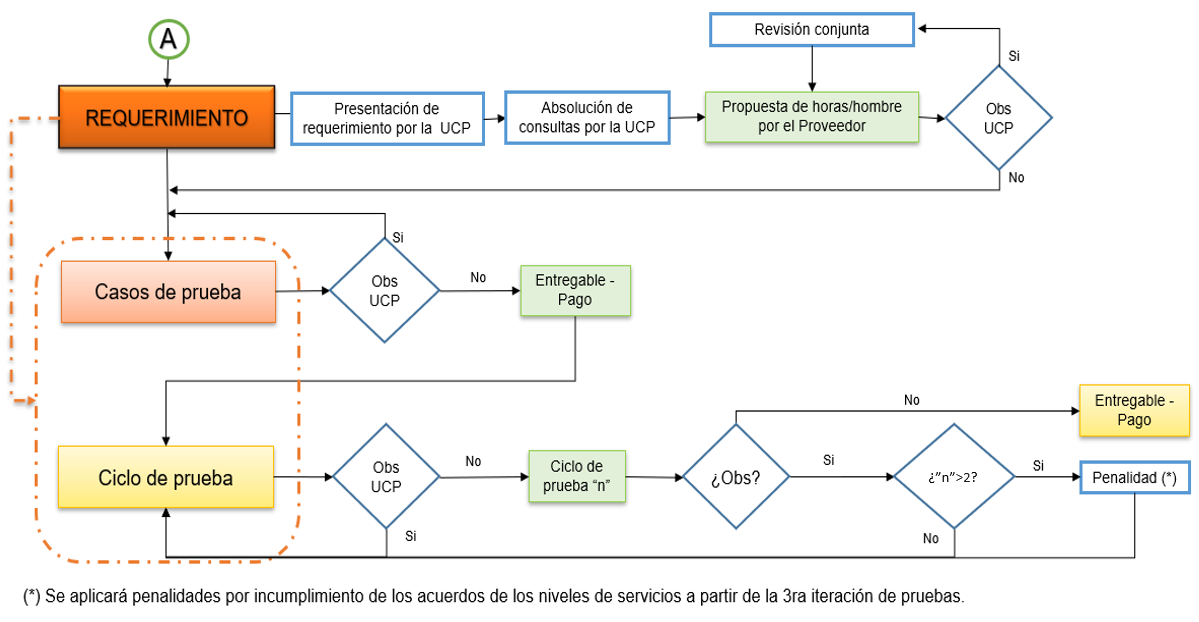 A
Revisión conjunta
Si
REQUERIMIENTO
Presentación de
requerimiento por la UCP
Absolución de
consultas por la UCP
Propuesta de horas/hombre
por el Proveedor
Obs
UCP
No
Si
Casos de prueba
Obs
UCP
No
Entregable -
Pago
No
Entregable -
Pago
Ciclo de prueba
Obs
UCP
No
Ciclo de
prueba “n”
¿Obs?
Si
¿”n”>2?
Si
Penalidad (*)
Si
No
(*) Se aplicará penalidades por incumplimiento de los acuerdos de los niveles de servicios a partir de la 3ra iteración de pruebas.